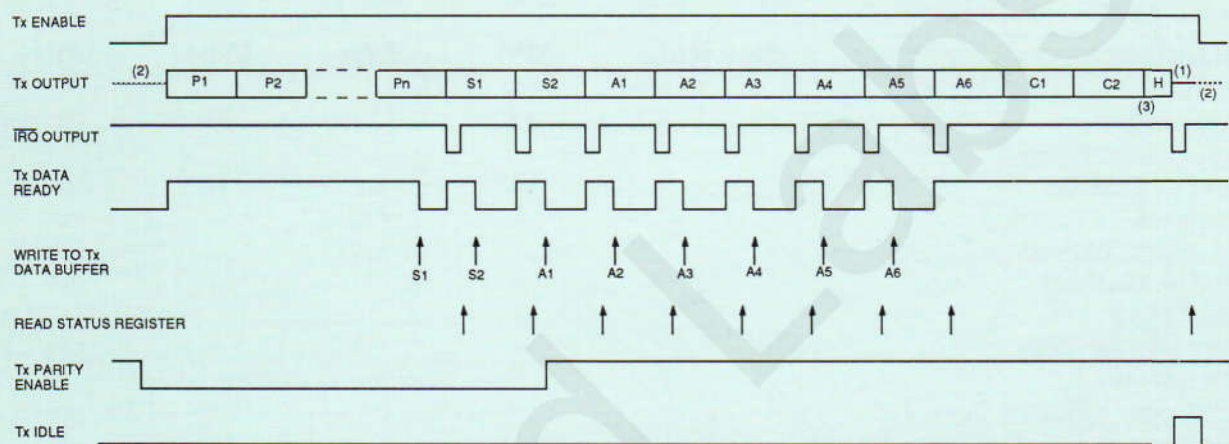 Tx ENABLE
Tx OUTPUT (2) P1 P2 Pn S1 S2 A1 A2 A3 A4 A5 A6 C1 C2 H (1)
(2)
(3)
IRQ OUTPUT
Tx DATA
READY
WRITE TO Tx
DATA BUFFER
S1 S2 A1 A2 A3 A4 A5 A6
READ STATUS REGISTER
Tx PARITY
ENABLE
Tx IDLE
d Labs